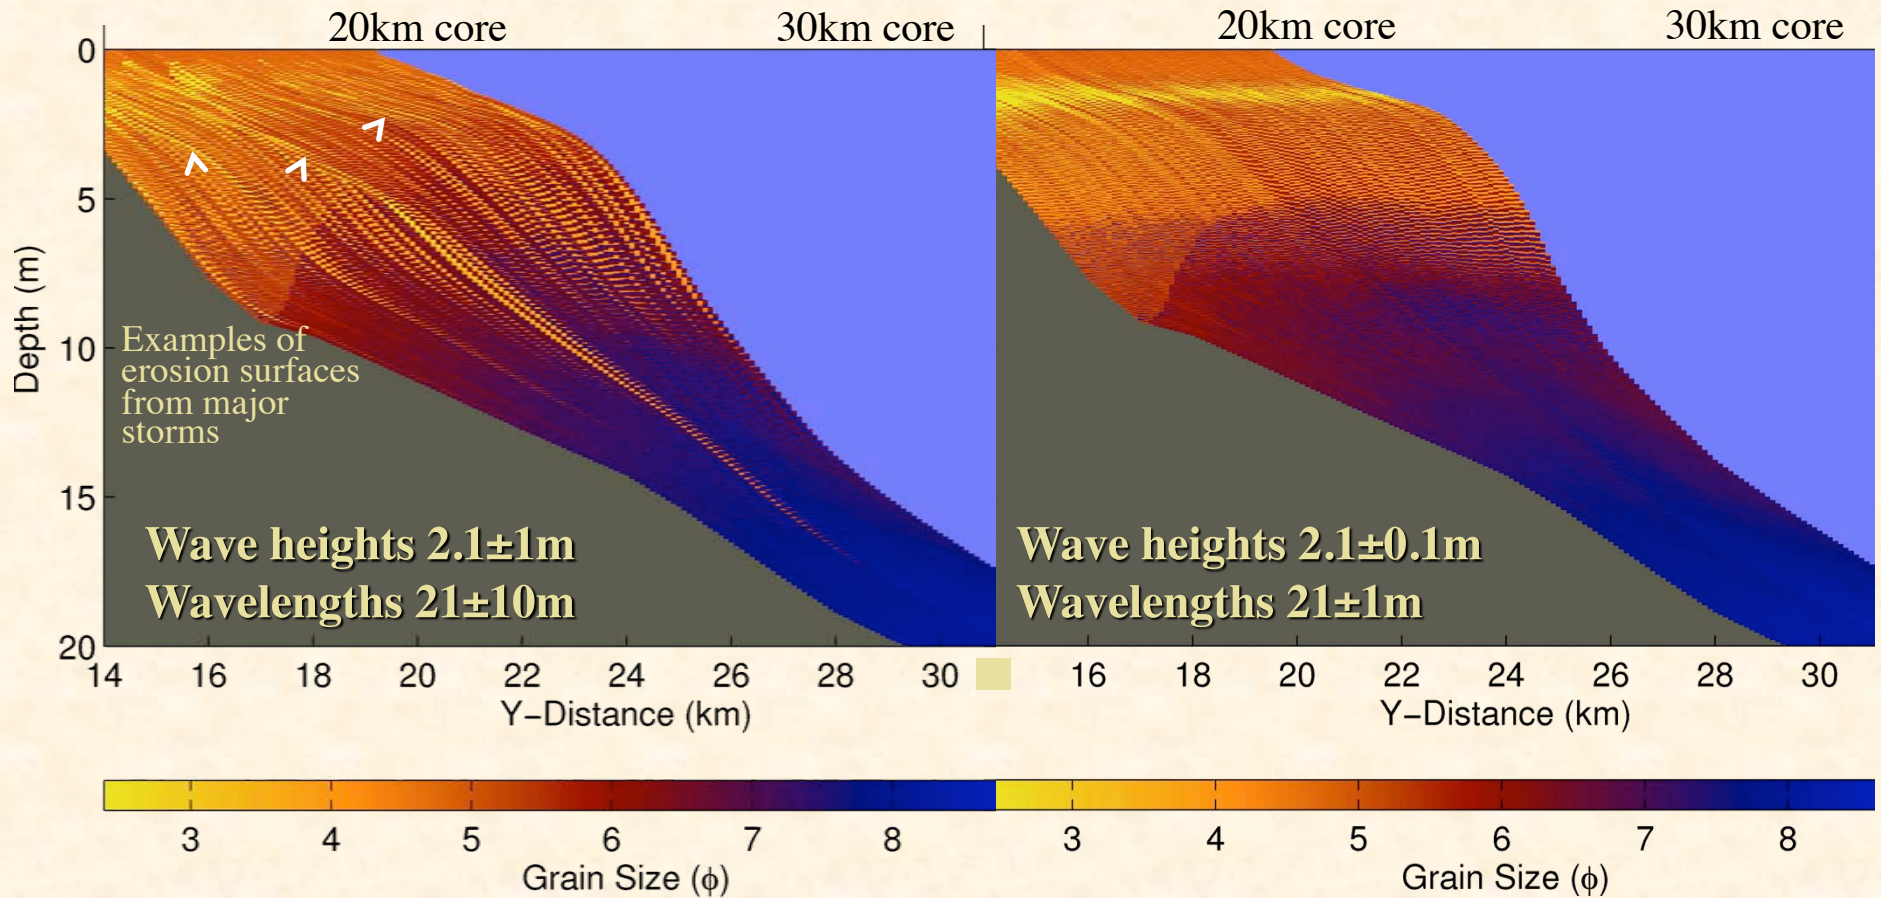 20km core
30km core
20km core
30km core
0
5
10
15
20
Depth (m)
Examples of
erosion surfaces
from major
storms
Wave heights 2.1±1m
Wavelengths 21±10m
Wave heights 2.1±0.1m
Wavelengths 21±1m
14 16 18 20 22 24 26 28 30
16 18 20 22 24 26 28 30
Y−Distance (km)
Y−Distance (km)
3 4 5 6 7 8
3 4 5 6 7 8
Grain Size (ϕ)
Grain Size (ϕ)